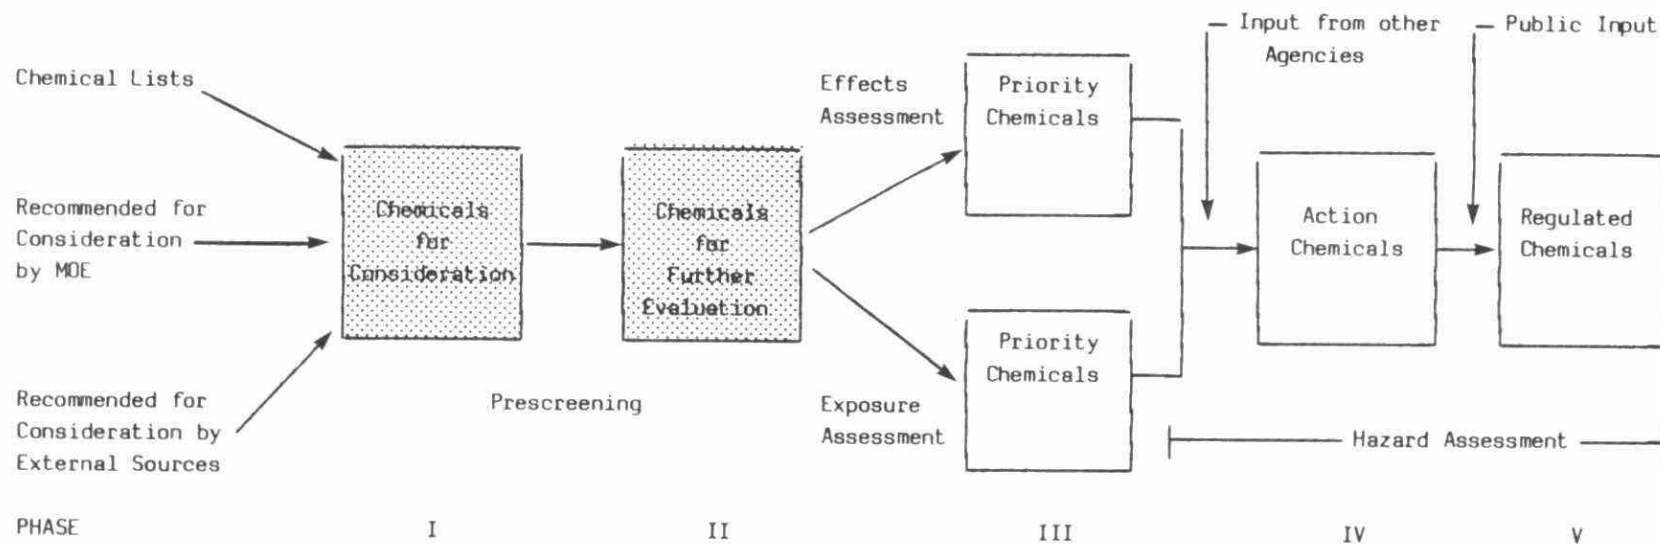 Chemical Lists
Recommended for
Consideration
by MOE
Recommended for
Consideration by
External Sources
Chemicals
for
Consideration
Prescreening
Chemicals
for
Further
Evaluation
Effects
Assessment
Exposure
Assessment
Priority
Chemicals
Priority
Chemicals
Input from other
Agencies
Action
Chemicals
Public Input
Regulated
Chemicals
Hazard Assessment
PHASE I II III IV V